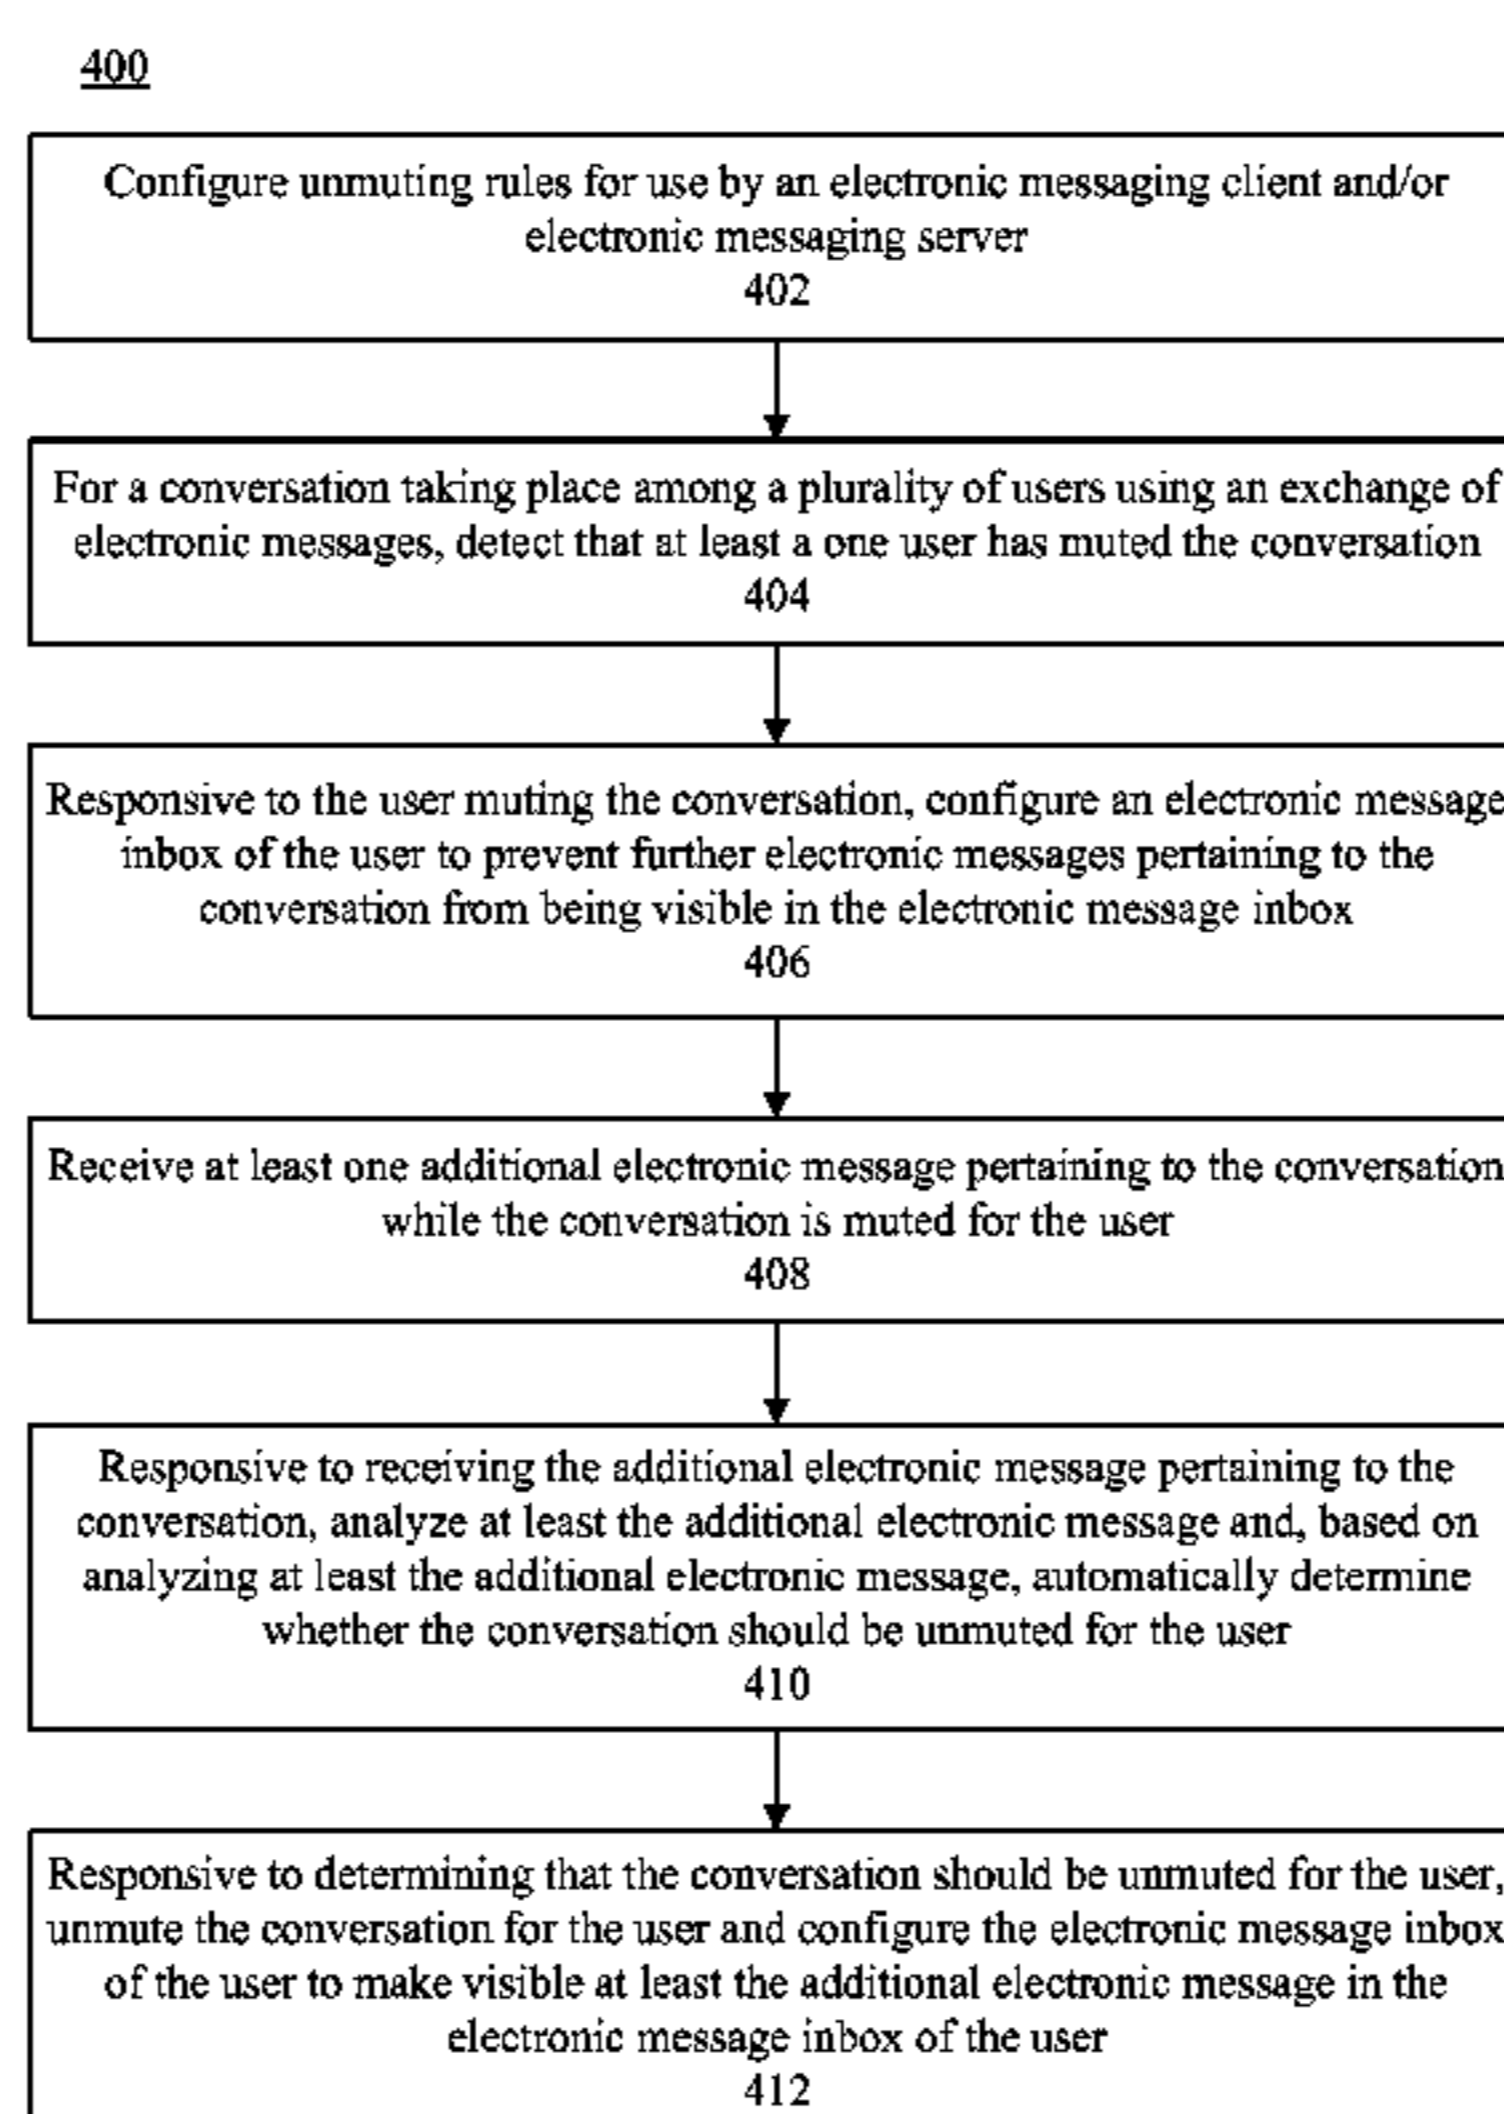 400
Configure unmuting rules for use by an electronic messaging client and/or
electronic messaging server
402
For a conversation taking place among a plurality of users using an exchange of
electronic messages, detect that at least a one user has muted the conversation
404
Responsive to the user muting the conversation, configure an electronic message
inbox of the user to prevent further electronic messages pertaining to the
conversation from being visible in the electronic message inbox
406
Receive at least one additional electronic message pertaining to the conversation
while the conversation is muted for the user
408
Responsive to receiving the additional electronic message pertaining to the
conversation, analyze at least the additional electronic message and, based on
analyzing at least the additional electronic message, automatically determine
whether the conversation should be unmuted for the user
410
Responsive to determining that the conversation should be unmuted for the user,
unmute the conversation for the user and configure the electronic message inbox
of the user to make visible at least the additional electronic message in the
electronic message inbox of the user
412